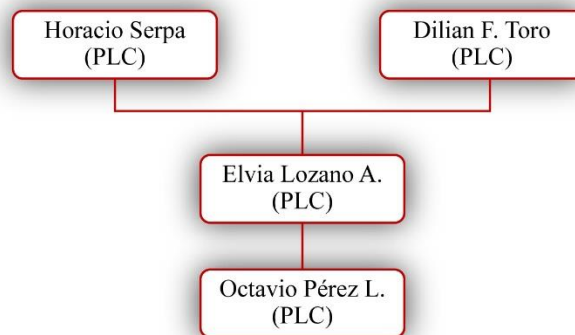 Horacio Serpa
(PLC)
Dilian F. Toro
(PLC)
Elvia Lozano A.
(PLC)
Octavio Pérez L.
(PLC)